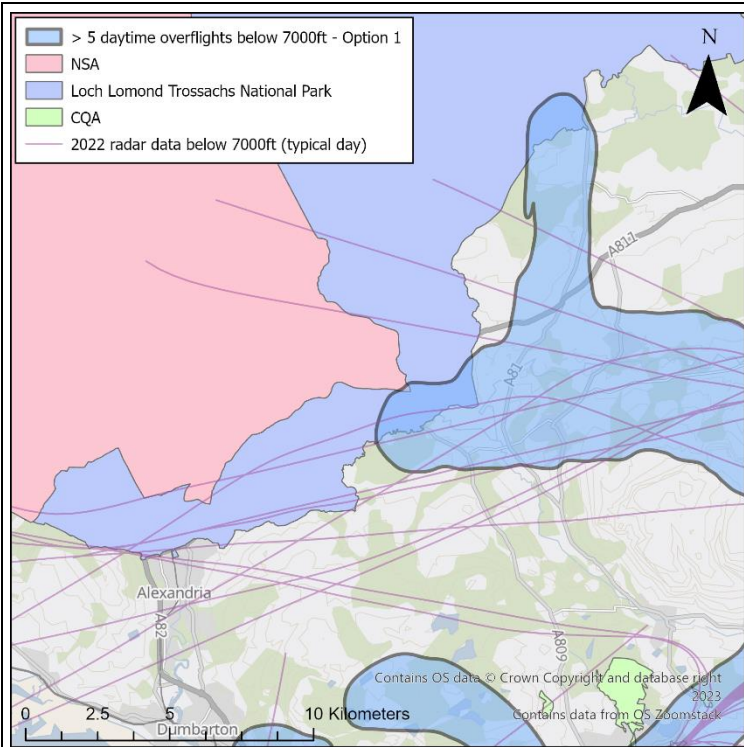 > 5 daytime overflights below 7000ft - Option 1
NSA
Loch Lomond Trossachs National Park
CQA
2022 radar data below 7000ft (typical day)
N
A811
A81
Alexandria
A82
A809
Contains OS data © Crown Copyright and database right
2023
Contains data from OS Zoomstack
0 2.5 5 10 Kilometers
Dumbarton